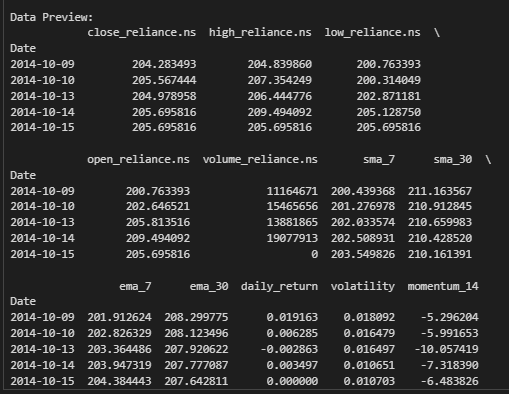 Data Preview:
close_reliance.ns high_reliance.ns low_reliance.ns \
Date
2014-10-09 204.283493 204.839860 200.763393
2014-10-10 205.567444 207.354249 200.314049
2014-10-13 204.978958 206.444776 202.871181
2014-10-14 205.695816 209.494092 205.128750
2014-10-15 205.695816 205.695816 205.695816
open_reliance.ns volume_reliance.ns sma_7 sma_30 \
Date
2014-10-09 200.763393 11164671 200.439368 211.163567
2014-10-10 202.646521 15465656 201.276978 210.912845
2014-10-13 205.813516 13881865 202.033574 210.659983
2014-10-14 209.494092 19077913 202.508931 210.428520
2014-10-15 205.695816 0 203.549826 210.161391
ema_7 ema_30 daily_return volatility momentum_14
Date
2014-10-09 201.912624 208.299775 0.019163 0.018092 -5.296204
2014-10-10 202.826329 208.123496 0.006285 0.016479 -5.991653
2014-10-13 203.364486 207.920622 -0.002863 0.016497 -10.057419
2014-10-14 203.947319 207.777087 0.003497 0.010651 -7.318390
2014-10-15 204.384443 207.642811 0.000000 0.010703 -6.483826